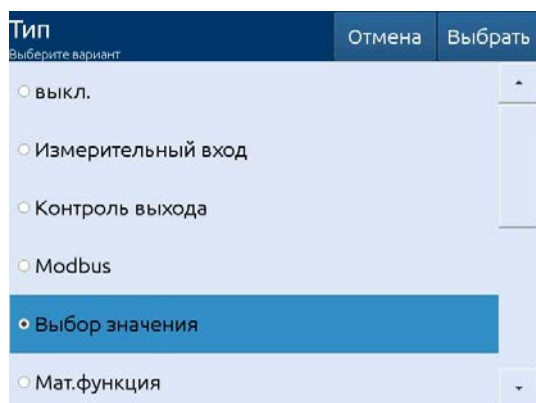 Тип
Выберите вариант
Отмена
Выбрать
выкл.
Измерительный вход
Контроль выхода
Modbus
Выбор значения
Мат.функция